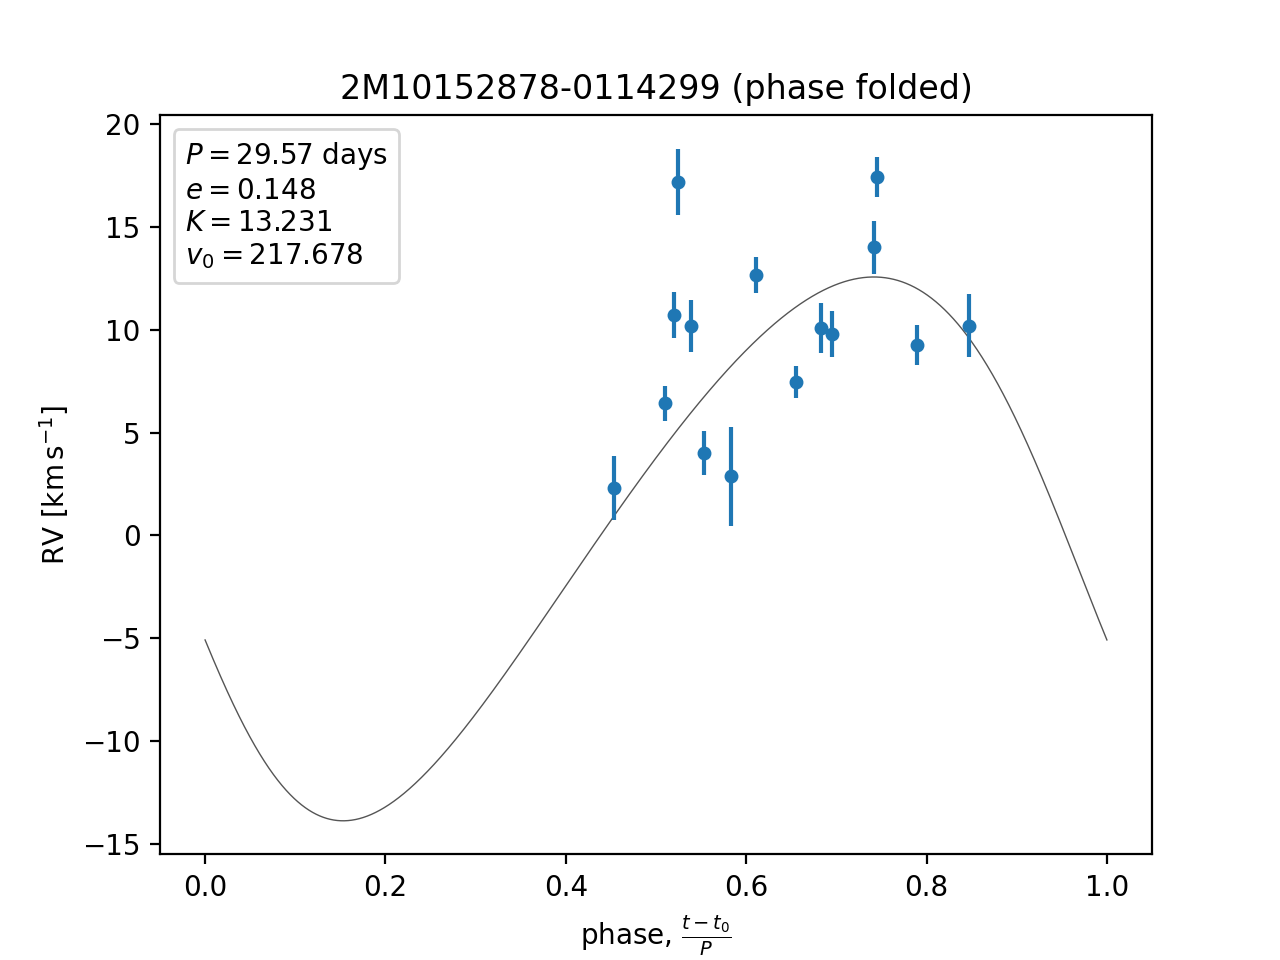 2M10152878-0114299 (phase folded)
P = 29.57 days
e = 0.148
K = 13.231
v₀ = 217.678
20
15
10
5
0
−5
−10
−15
RV [km s⁻¹]
0.0 0.2 0.4 0.6 0.8 1.0
phase, (t − t₀)/P